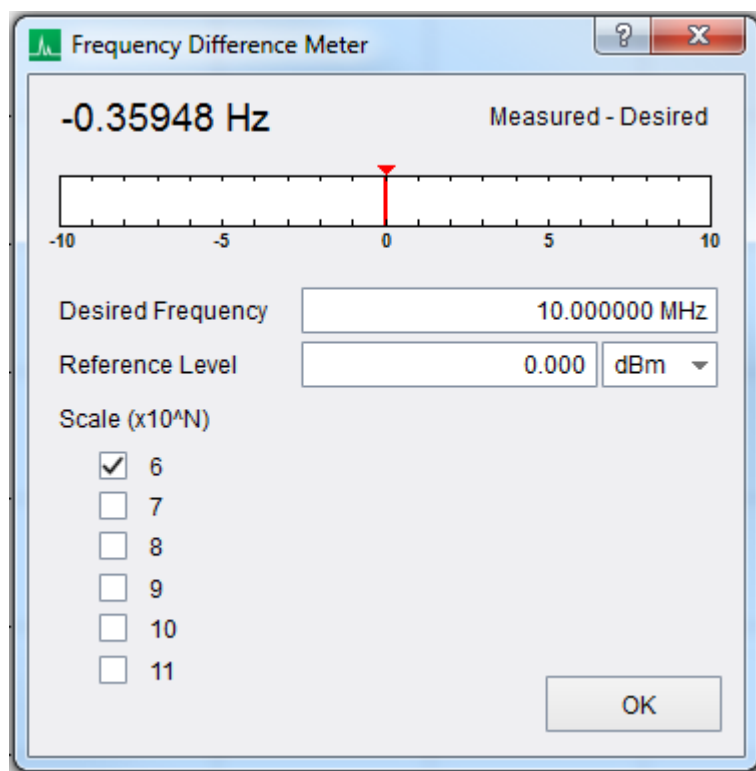 Frequency Difference Meter
-0.35948 Hz Measured - Desired
-10 -5 0 5 10
Desired Frequency 10.000000 MHz
Reference Level 0.000 dBm
Scale (x10^N)
6
7
8
9
10
11
OK